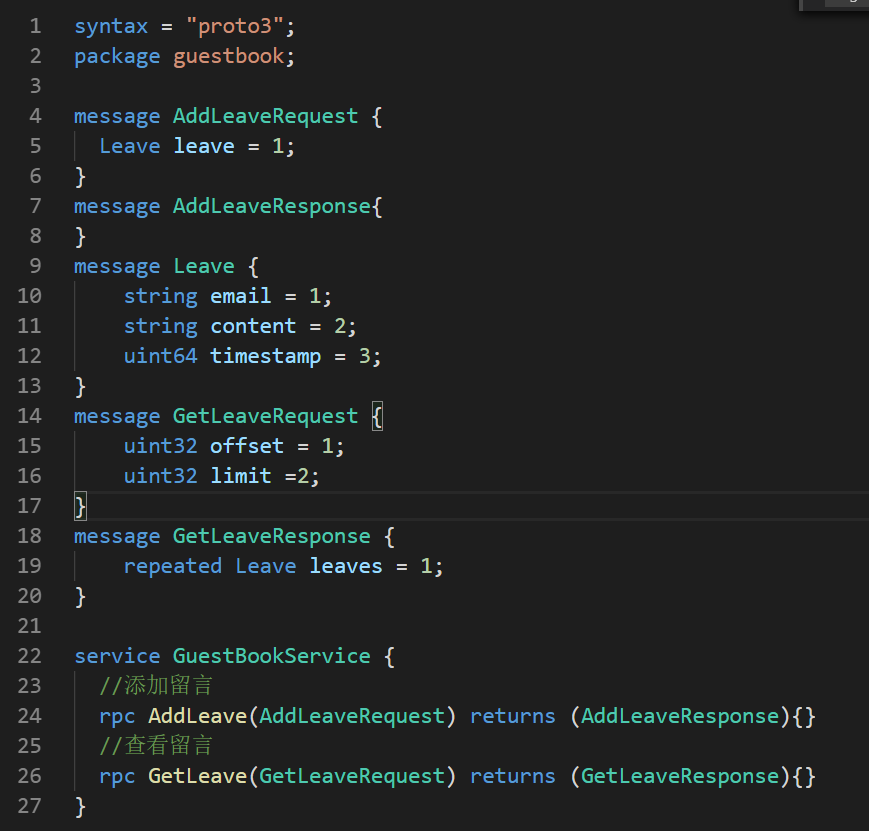 1 syntax = "proto3";
2 package guestbook;
3
4 message AddLeaveRequest {
5   Leave leave = 1;
6 }
7 message AddLeaveResponse{
8 }
9 message Leave {
10     string email = 1;
11     string content = 2;
12     uint64 timestamp = 3;
13 }
14 message GetLeaveRequest {
15     uint32 offset = 1;
16     uint32 limit =2;
17 }
18 message GetLeaveResponse {
19     repeated Leave leaves = 1;
20 }
21
22 service GuestBookService {
23   //添加留言
24   rpc AddLeave(AddLeaveRequest) returns (AddLeaveResponse){}
25   //查看留言
26   rpc GetLeave(GetLeaveRequest) returns (GetLeaveResponse){}
27 }